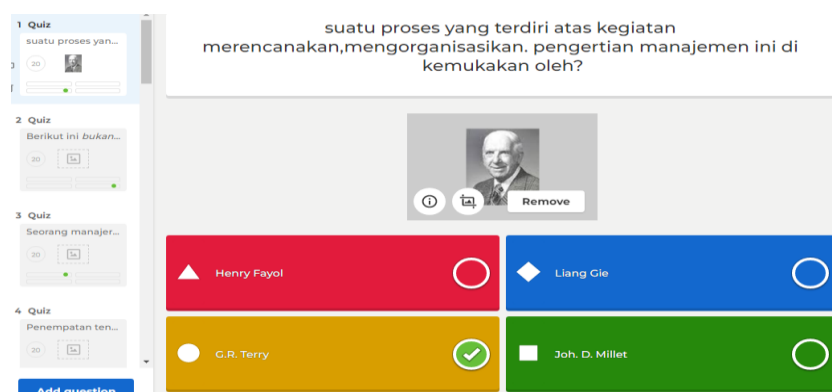 1 Quiz
suatu proses yan...
20
2 Quiz
Berikut ini bukan...
20
3 Quiz
Seorang manajer...
20
4 Quiz
Penempatan ten...
20
Add question
suatu proses yang terdiri atas kegiatan
merencanakan,mengorganisasikan. pengertian manajemen ini di
kemukakan oleh?
Remove
Henry Fayol
Liang Gie
G.R. Terry
Joh. D. Millet